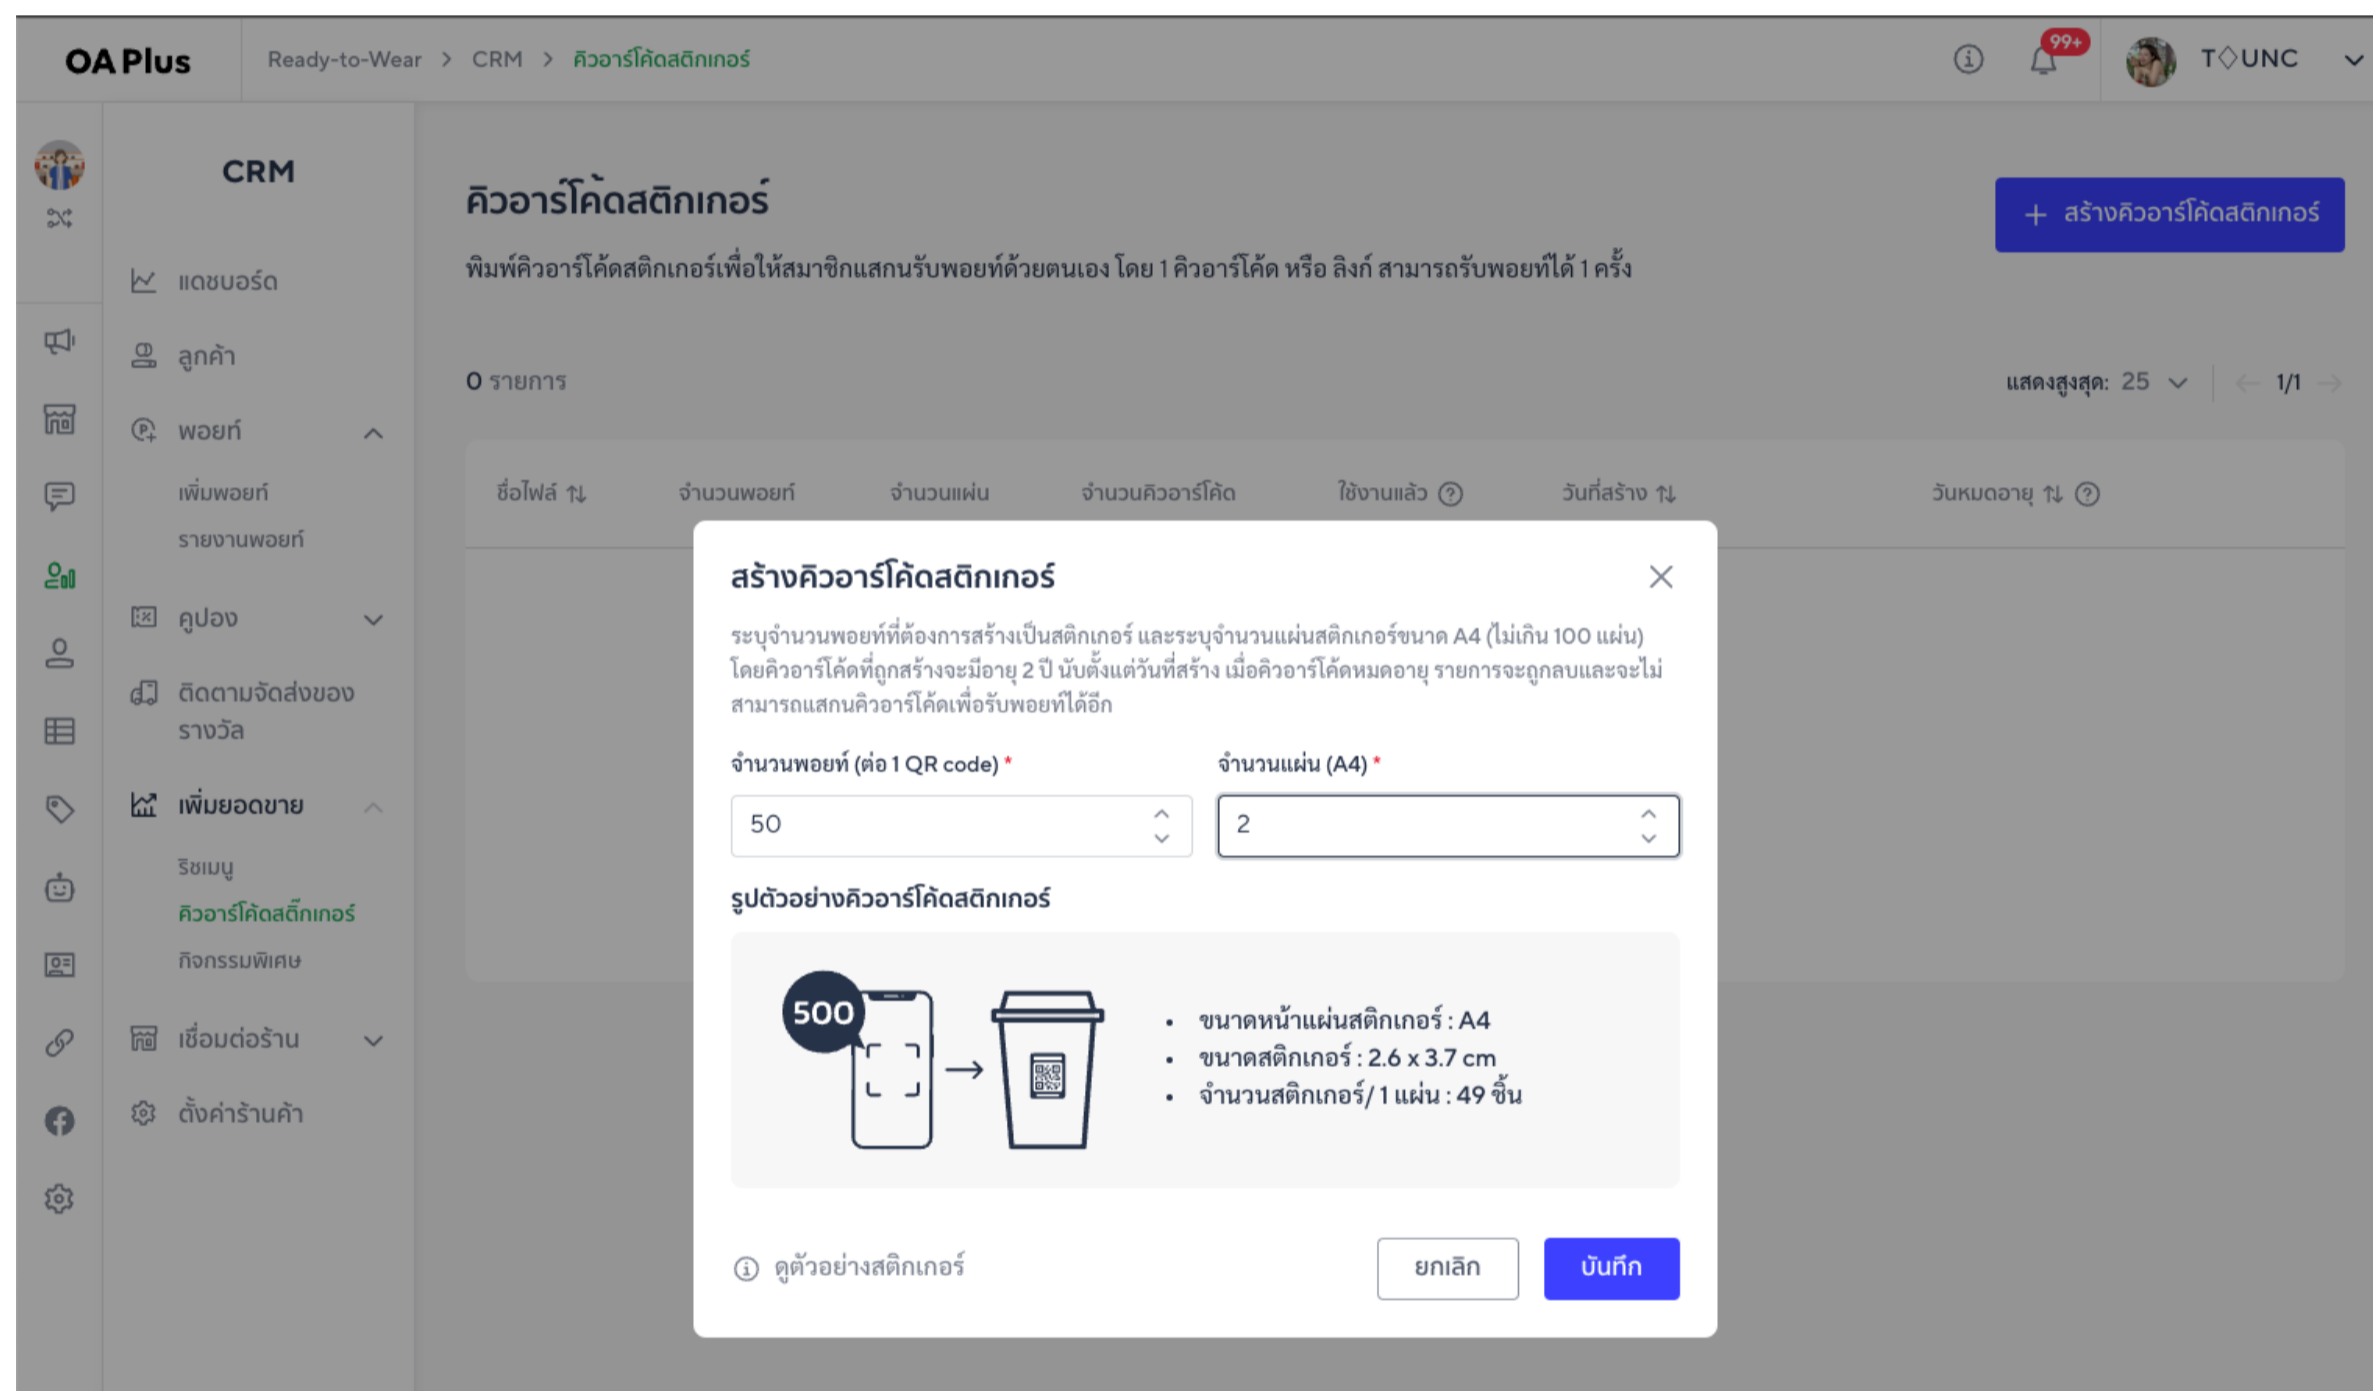 OA Plus
Ready-to-Wear > CRM > คิวอาร์โค้ดสติกเกอร์
99+
T◇UNC
CRM
แดชบอร์ด
ลูกค้า
พอยท์
เพิ่มพอยท์
รายงานพอยท์
คูปอง
ติดตามจัดส่งของ
รางวัล
เพิ่มยอดขาย
ริชเมนู
คิวอาร์โค้ดสติ๊กเกอร์
กิจกรรมพิเศษ
เชื่อมต่อร้าน
ตั้งค่าร้านค้า
คิวอาร์โค้ดสติกเกอร์
+ สร้างคิวอาร์โค้ดสติกเกอร์
พิมพ์คิวอาร์โค้ดสติกเกอร์เพื่อให้สมาชิกแสกนรับพอยท์ด้วยตนเอง โดย 1 คิวอาร์โค้ด หรือ ลิงก์ สามารถรับพอยท์ได้ 1 ครั้ง
0 รายการ
แสดงสูงสุด: 25
← 1/1 →
ชื่อไฟล์ จำนวนพอยท์ จำนวนแผ่น จำนวนคิวอาร์โค้ด ใช้งานแล้ว วันที่สร้าง วันหมดอายุ
สร้างคิวอาร์โค้ดสติกเกอร์
ระบุจำนวนพอยท์ที่ต้องการสร้างเป็นสติกเกอร์ และระบุจำนวนแผ่นสติกเกอร์ขนาด A4 (ไม่เกิน 100 แผ่น)
โดยคิวอาร์โค้ดที่ถูกสร้างจะมีอายุ 2 ปี นับตั้งแต่วันที่สร้าง เมื่อคิวอาร์โค้ดหมดอายุ รายการจะถูกลบและจะไม่
สามารถแสกนคิวอาร์โค้ดเพื่อรับพอยท์ได้อีก
จำนวนพอยท์ (ต่อ 1 QR code) *
จำนวนแผ่น (A4) *
50
2
รูปตัวอย่างคิวอาร์โค้ดสติกเกอร์
500
• ขนาดหน้าแผ่นสติกเกอร์ : A4
• ขนาดสติกเกอร์ : 2.6 x 3.7 cm
• จำนวนสติกเกอร์/ 1 แผ่น : 49 ชิ้น
ดูตัวอย่างสติกเกอร์
ยกเลิก
บันทึก